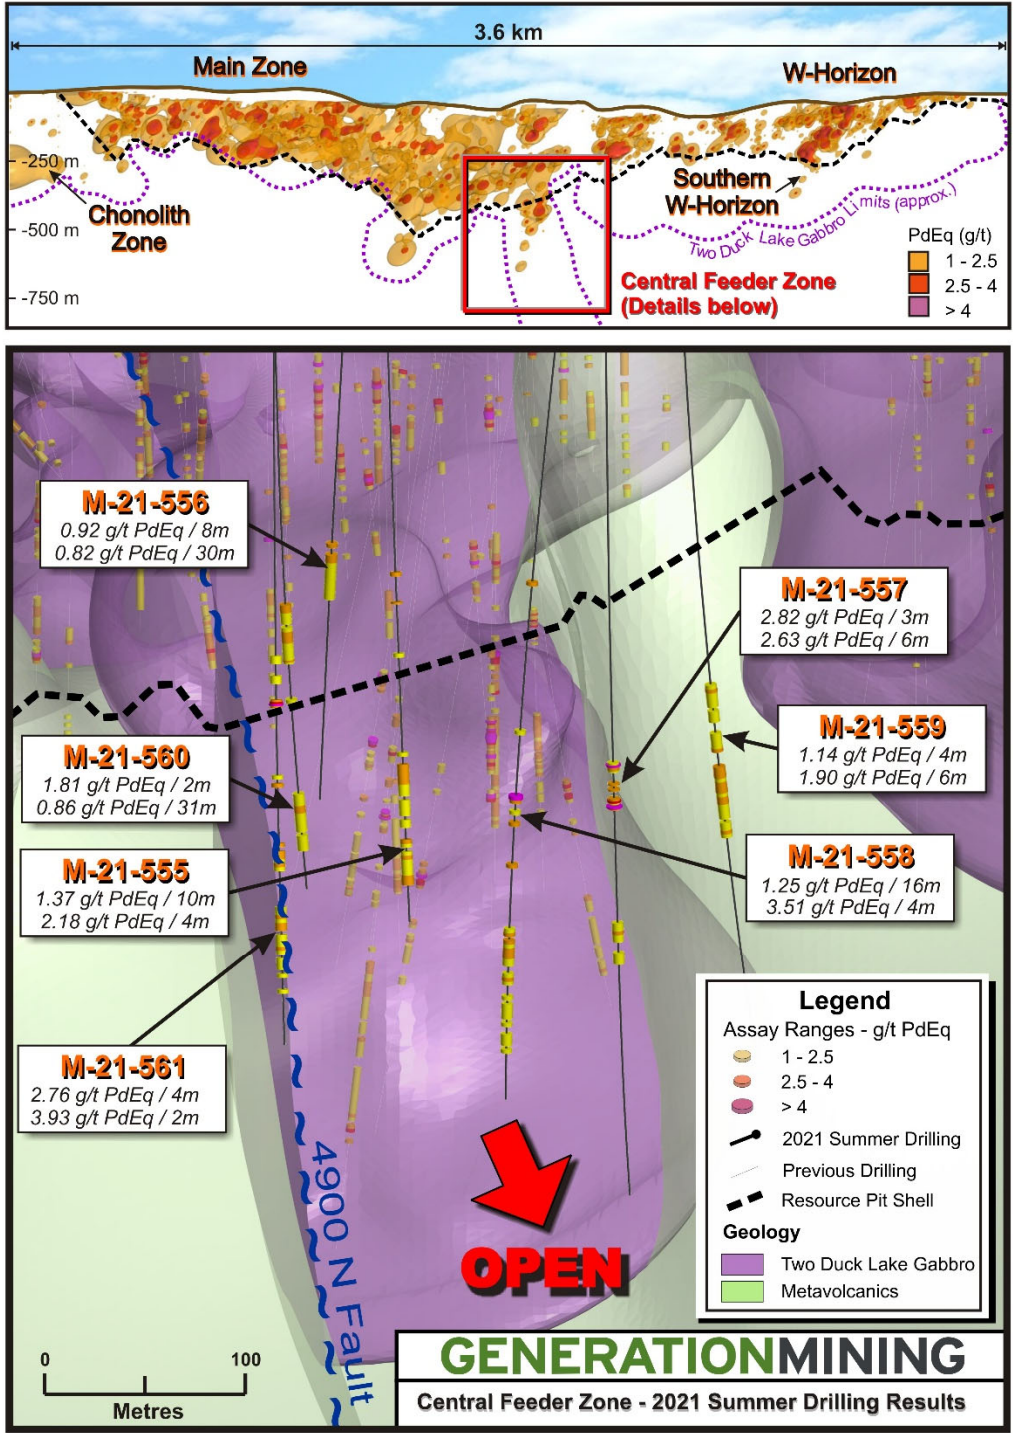 3.6 km
Main Zone
W-Horizon
-250 m
-500 m
-750 m
Chonolith
Zone
Southern
W-Horizon
Two Duck Lake Gabbro Limits (approx.)
Central Feeder Zone
(Details below)
PdEq (g/t)
1 - 2.5
2.5 - 4
> 4
M-21-556
0.92 g/t PdEq / 8m
0.82 g/t PdEq / 30m
M-21-557
2.82 g/t PdEq / 3m
2.63 g/t PdEq / 6m
M-21-559
1.14 g/t PdEq / 4m
1.90 g/t PdEq / 6m
M-21-560
1.81 g/t PdEq / 2m
0.86 g/t PdEq / 31m
M-21-555
1.37 g/t PdEq / 10m
2.18 g/t PdEq / 4m
M-21-558
1.25 g/t PdEq / 16m
3.51 g/t PdEq / 4m
M-21-561
2.76 g/t PdEq / 4m
3.93 g/t PdEq / 2m
4900 N Fault
OPEN
Legend
Assay Ranges - g/t PdEq
1 - 2.5
2.5 - 4
> 4
2021 Summer Drilling
Previous Drilling
Resource Pit Shell
Geology
Two Duck Lake Gabbro
Metavolcanics
0 100
Metres
GENERATIONMINING
Central Feeder Zone - 2021 Summer Drilling Results